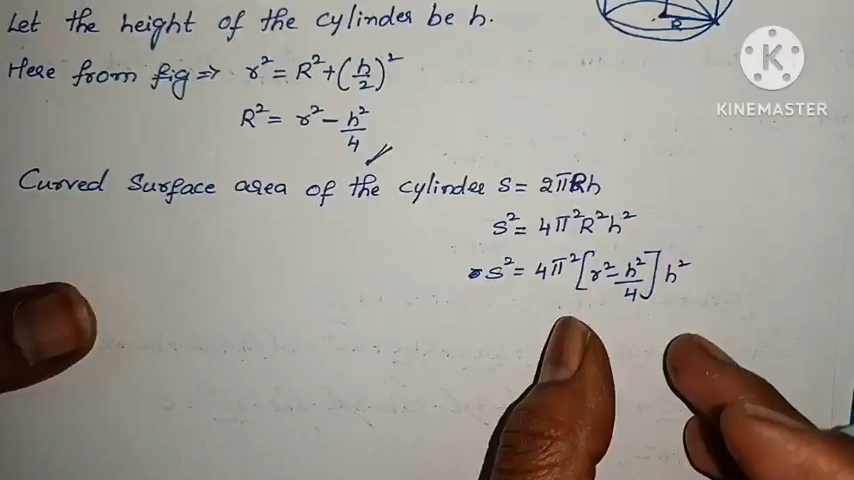 Let the height of the cylinder be h.
Here from fig ⇒ r² = R² + (h/2)²
R² = r² - h²/4
Curved Surface area of the cylinder S = 2πRh
S² = 4π²R²h²
S² = 4π² [r² - h²/4] h²
R
K
KINEMASTER